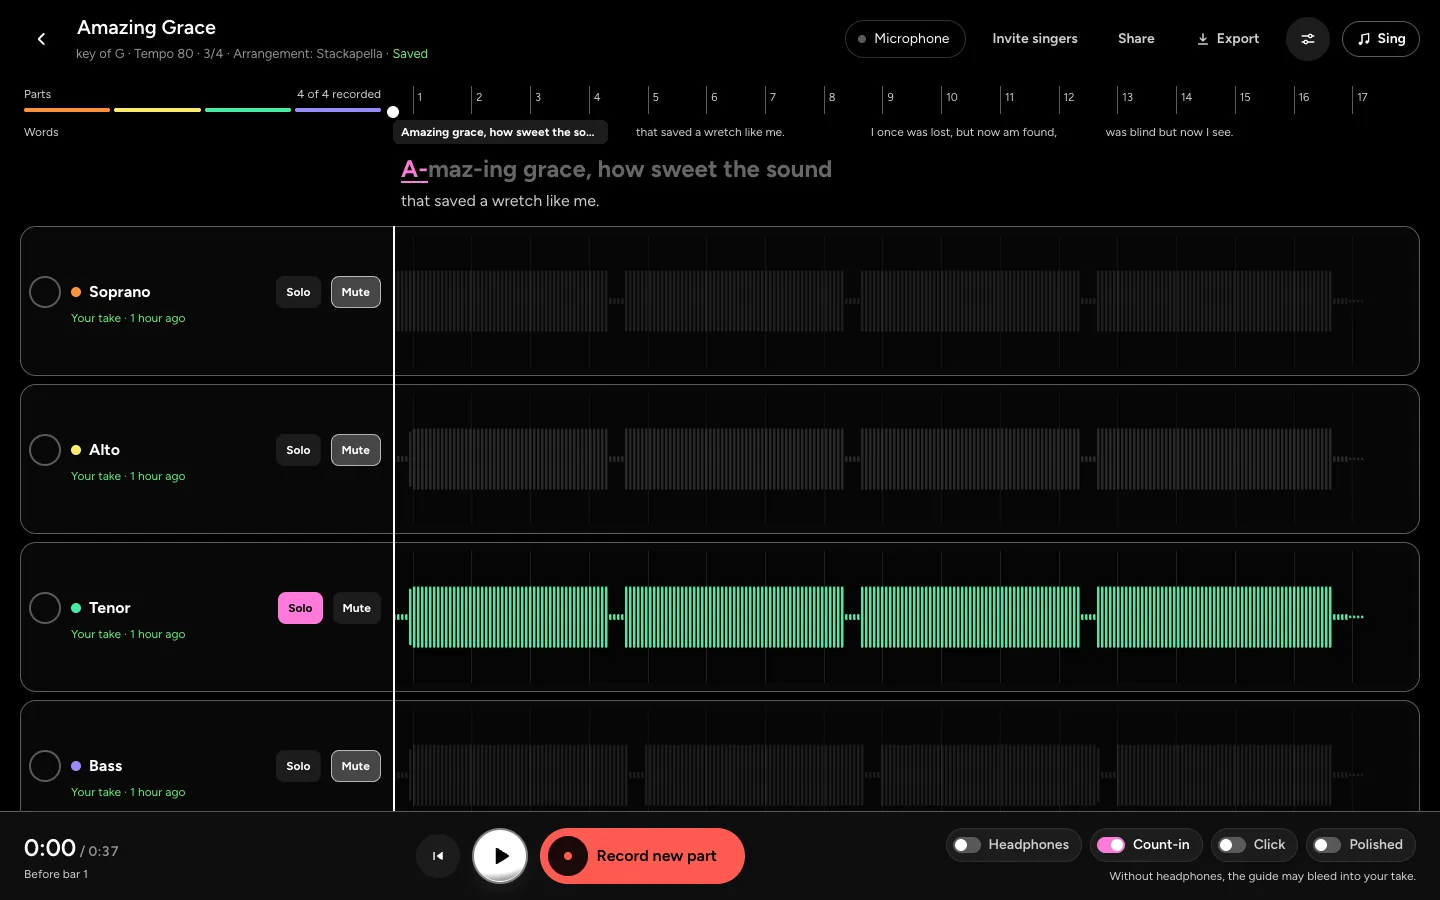 Amazing Grace
key of G · Tempo 80 · 3/4 · Arrangement: Stackapella · Saved
Microphone
Invite singers
Share
Export
Sing
Parts
4 of 4 recorded
1 2 3 4 5 6 7 8 9 10 11 12 13 14 15 16 17
Words
Amazing grace, how sweet the so...
that saved a wretch like me.
I once was lost, but now am found,
was blind but now I see.
A-maz-ing grace, how sweet the sound
that saved a wretch like me.
Soprano
Solo
Mute
Your take · 1 hour ago
Alto
Solo
Mute
Your take · 1 hour ago
Tenor
Solo
Mute
Your take · 1 hour ago
Bass
Solo
Mute
Your take · 1 hour ago
0:00 / 0:37
Before bar 1
Record new part
Headphones
Count-in
Click
Polished
Without headphones, the guide may bleed into your take.